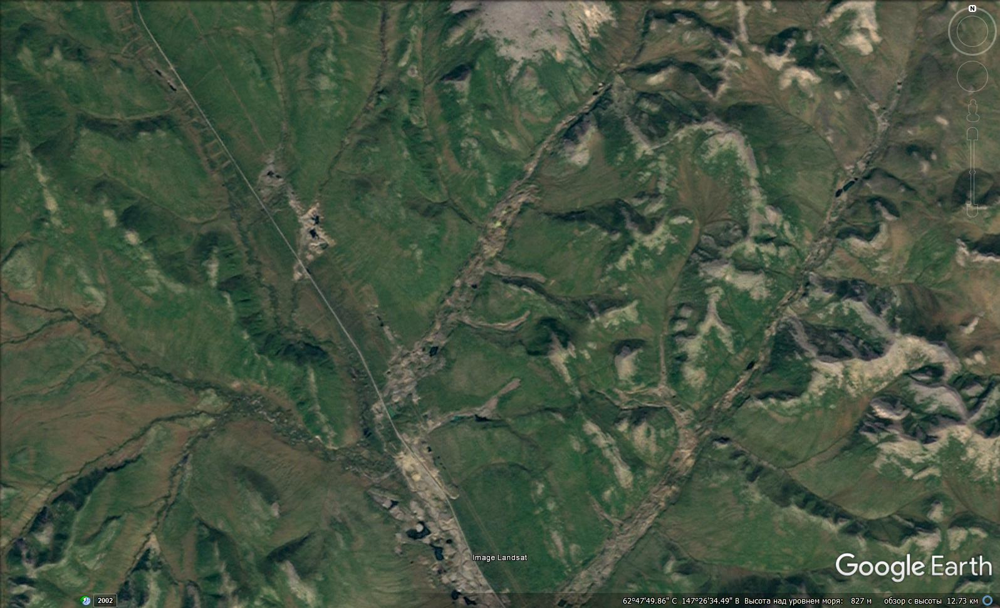 N
Image Landsat
Google Earth
2002
62°47'49.86" С 147°26'34.49" В Высота над уровнем моря: 827 м обзор с высоты 12.73 км